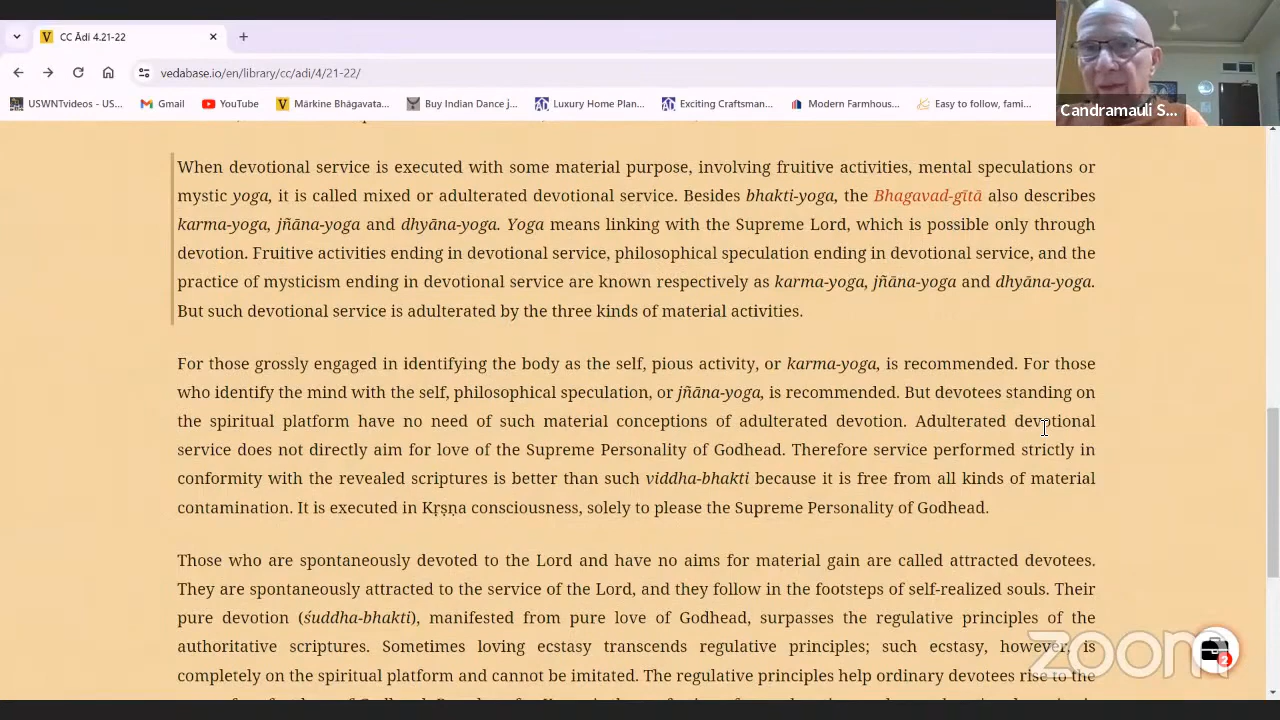 CC Ādi 4.21-22
vedabase.io/en/library/cc/adi/4/21-22/
USWNTvideos - US... Gmail YouTube Märkine Bhägavata... Buy Indian Dance j... Luxury Home Plan... Exciting Craftsman... Modern Farmhous... Easy to follow, fami...
Candramauli S...
When devotional service is executed with some material purpose, involving fruitive activities, mental speculations or
mystic yoga, it is called mixed or adulterated devotional service. Besides bhakti-yoga, the Bhagavad-gītā also describes
karma-yoga, jñāna-yoga and dhyāna-yoga. Yoga means linking with the Supreme Lord, which is possible only through
devotion. Fruitive activities ending in devotional service, philosophical speculation ending in devotional service, and the
practice of mysticism ending in devotional service are known respectively as karma-yoga, jñāna-yoga and dhyāna-yoga.
But such devotional service is adulterated by the three kinds of material activities.
For those grossly engaged in identifying the body as the self, pious activity, or karma-yoga, is recommended. For those
who identify the mind with the self, philosophical speculation, or jñāna-yoga, is recommended. But devotees standing on
the spiritual platform have no need of such material conceptions of adulterated devotion. Adulterated devotional
service does not directly aim for love of the Supreme Personality of Godhead. Therefore service performed strictly in
conformity with the revealed scriptures is better than such viddha-bhakti because it is free from all kinds of material
contamination. It is executed in Kṛṣṇa consciousness, solely to please the Supreme Personality of Godhead.
Those who are spontaneously devoted to the Lord and have no aims for material gain are called attracted devotees.
They are spontaneously attracted to the service of the Lord, and they follow in the footsteps of self-realized souls. Their
pure devotion (śuddha-bhakti), manifested from pure love of Godhead, surpasses the regulative principles of the
authoritative scriptures. Sometimes loving ecstasy transcends regulative principles; such ecstasy, however, is
completely on the spiritual platform and cannot be imitated. The regulative principles help ordinary devotees rise to the
zoom
2